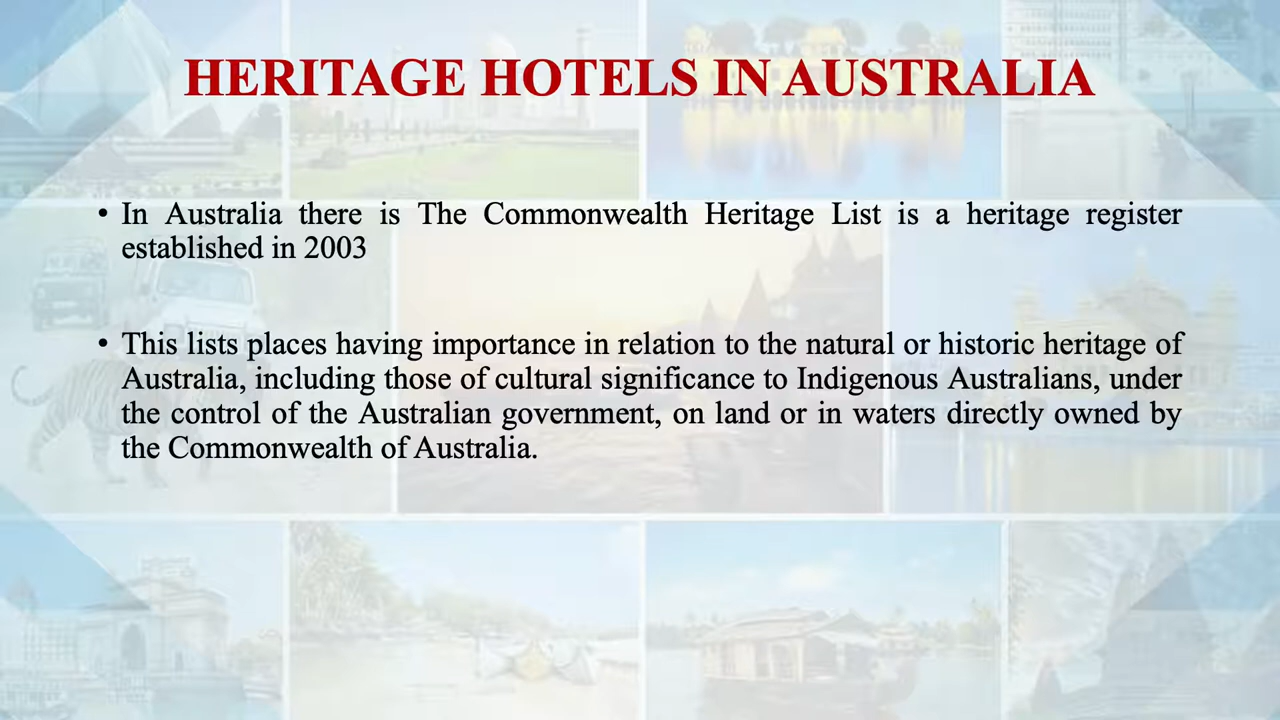 HERITAGE HOTELS IN AUSTRALIA
• In Australia there is The Commonwealth Heritage List is a heritage register
established in 2003
• This lists places having importance in relation to the natural or historic heritage of
Australia, including those of cultural significance to Indigenous Australians, under
the control of the Australian government, on land or in waters directly owned by
the Commonwealth of Australia.